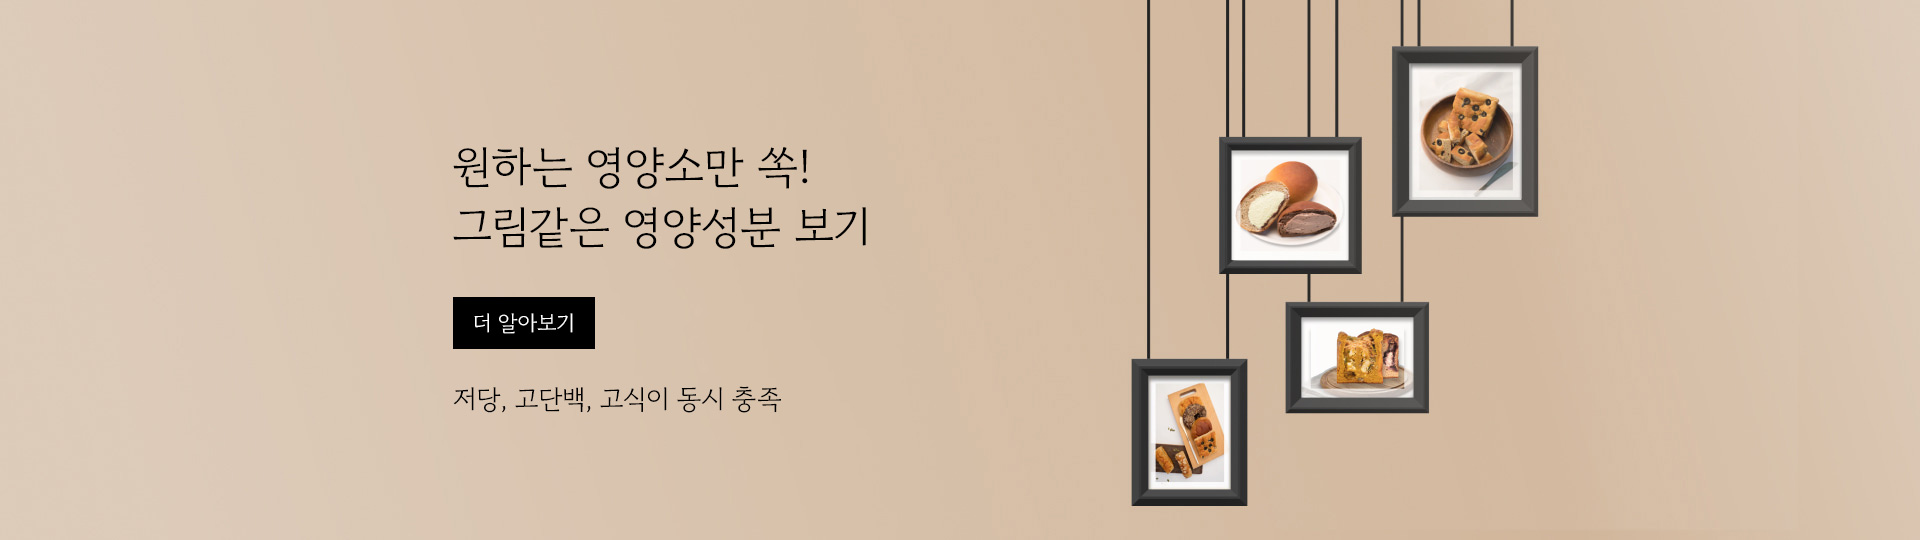 원하는 영양소만 쏙!
그림같은 영양성분 보기
더 알아보기
저당, 고단백, 고식이 동시 충족